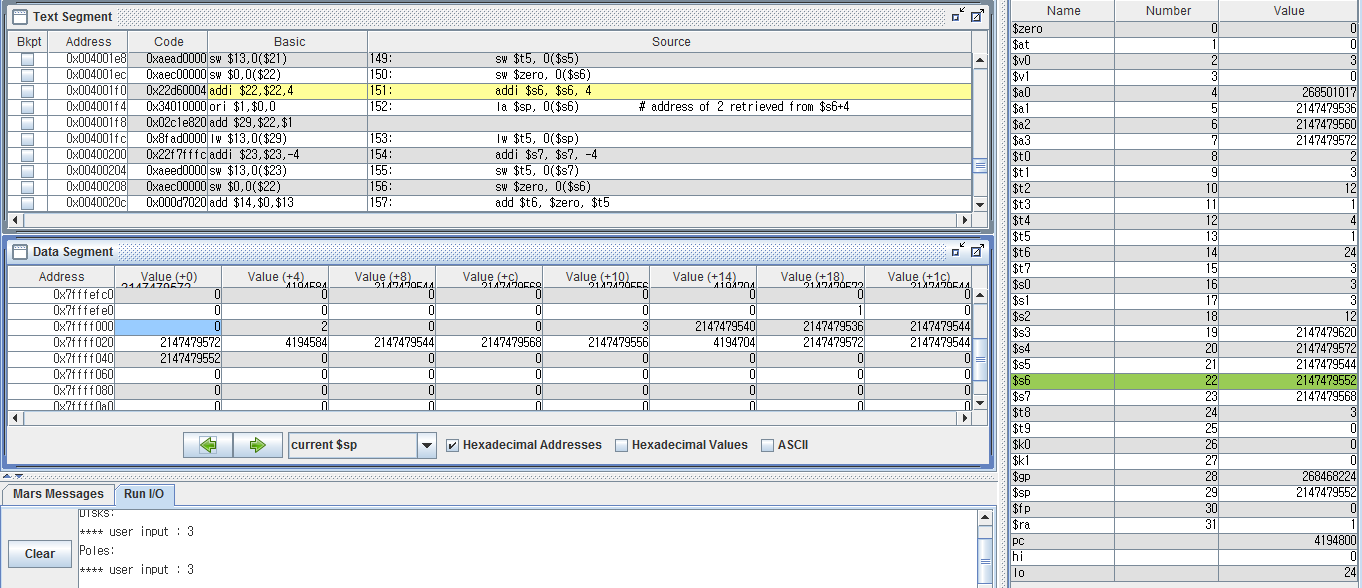 Text Segment
Bkpt Address Code Basic Source
0x004001e8 0xaead0000 sw $13,0($21) 149: sw $t5, 0($s5)
0x004001ec 0xaec00000 sw $0,0($22) 150: sw $zero, 0($s6)
0x004001f0 0x22d60004 addi $22,$22,4 151: addi $s6, $s6, 4
0x004001f4 0x34010000 ori $1,$0,0 152: la $sp, 0($s6) # address of 2 retrieved from $s6+4
0x004001f8 0x02c1e820 add $29,$22,$1
0x004001fc 0x8fad0000 lw $13,0($29) 153: lw $t5, 0($sp)
0x00400200 0x22f7fffc addi $23,$23,-4 154: addi $s7, $s7, -4
0x00400204 0xaeed0000 sw $13,0($23) 155: sw $t5, 0($s7)
0x00400208 0xaec00000 sw $0,0($22) 156: sw $zero, 0($s6)
0x0040020c 0x000d7020 add $14,$0,$13 157: add $t6, $zero, $t5
Data Segment
Address Value (+0) Value (+4) Value (+8) Value (+c) Value (+10) Value (+14) Value (+18) Value (+1c)
0x7fffefc0 0 0 0 0 0 0 0 0
0x7fffefe0 0 0 0 0 0 0 1 0
0x7ffff000 0 2 0 0 3 2147479540 2147479536 2147479544
0x7ffff020 2147479572 4194584 2147479544 2147479568 2147479556 4194704 2147479572 2147479544
0x7ffff040 2147479552 0 0 0 0 0 0 0
0x7ffff060 0 0 0 0 0 0 0 0
0x7ffff080 0 0 0 0 0 0 0 0
0x7ffff0a0 0 0 0 0 0 0 0 0
current $sp Hexadecimal Addresses Hexadecimal Values ASCII
Mars Messages Run I/O
Clear
Disks:
**** user input : 3
Poles:
**** user input : 3
Name Number Value
$zero 0 0
$at 1 0
$v0 2 3
$v1 3 0
$a0 4 268501017
$a1 5 2147479536
$a2 6 2147479560
$a3 7 2147479572
$t0 8 2
$t1 9 3
$t2 10 12
$t3 11 1
$t4 12 4
$t5 13 1
$t6 14 24
$t7 15 3
$s0 16 3
$s1 17 3
$s2 18 12
$s3 19 2147479620
$s4 20 2147479572
$s5 21 2147479544
$s6 22 2147479552
$s7 23 2147479568
$t8 24 3
$t9 25 0
$k0 26 0
$k1 27 0
$gp 28 268468224
$sp 29 2147479552
$fp 30 0
$ra 31 1
pc 4194800
hi 0
lo 24